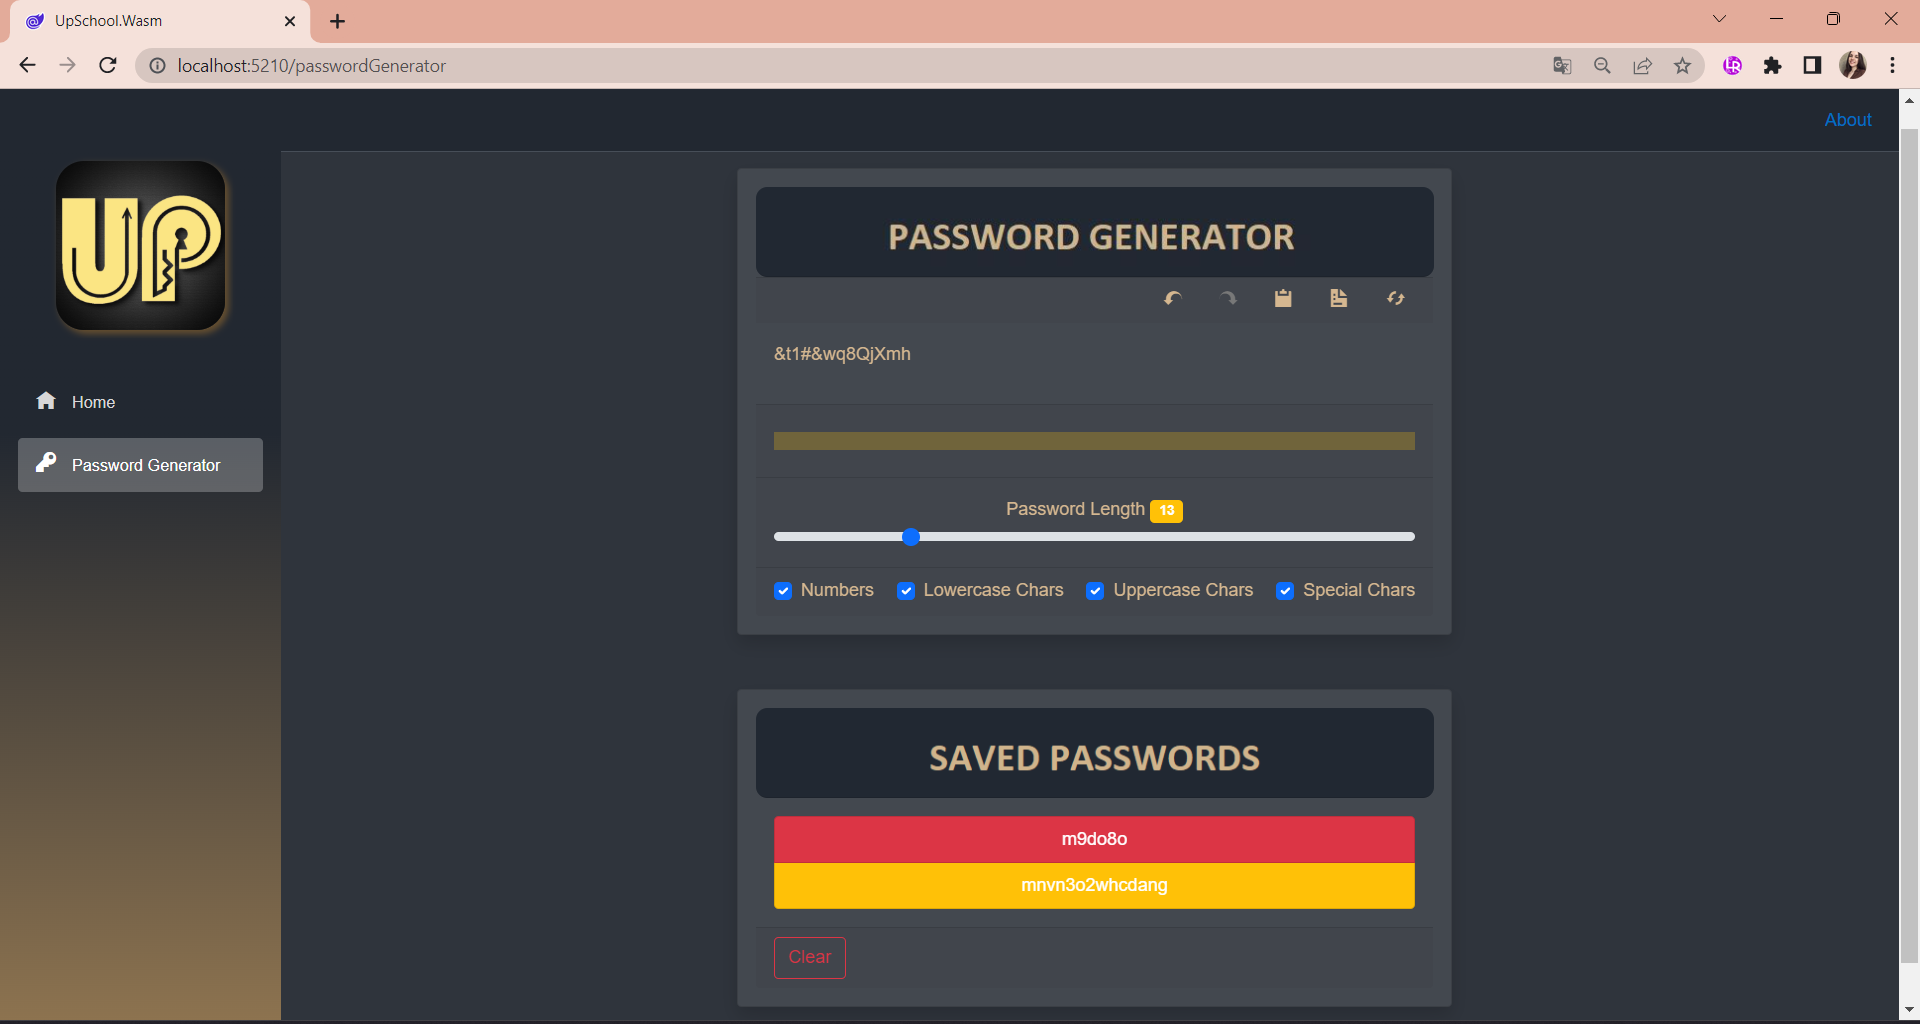 UpSchool.Wasm
localhost:5210/passwordGenerator
About
UP
Home
Password Generator
PASSWORD GENERATOR
&t1#&wq8QjXmh
Password Length 13
Numbers Lowercase Chars Uppercase Chars Special Chars
SAVED PASSWORDS
m9do8o
mnvn3o2whcdang
Clear